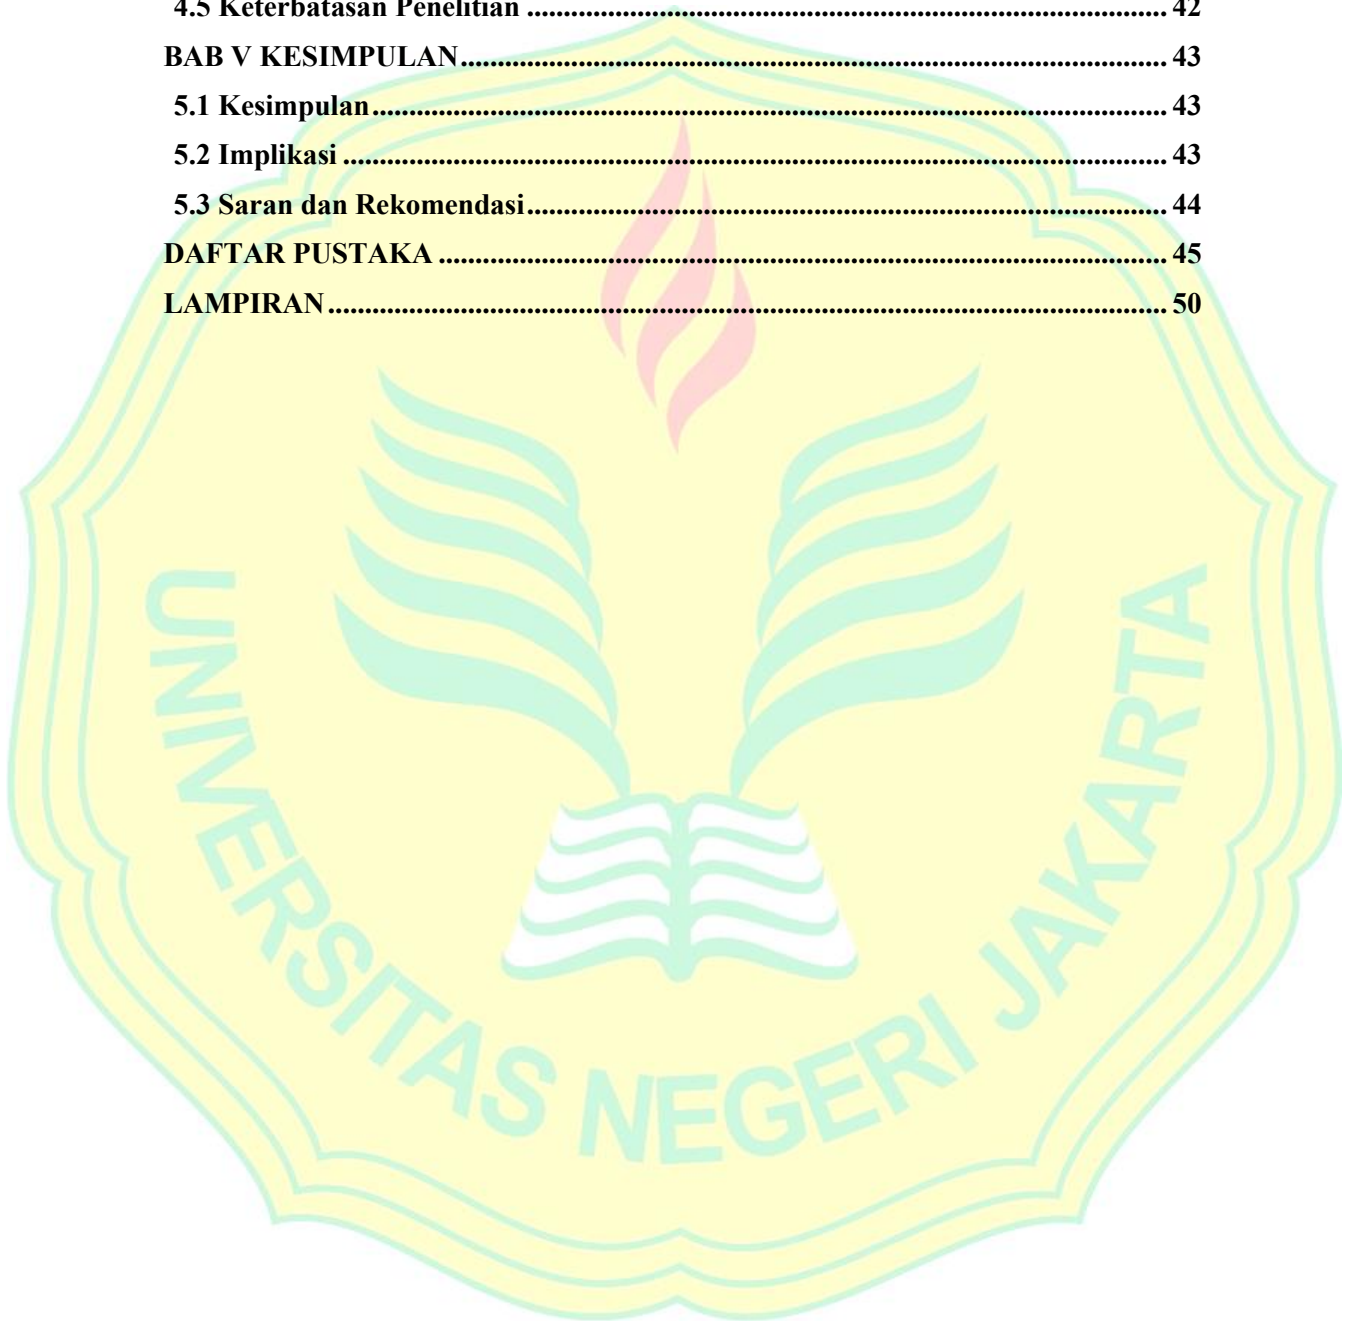 4.5 Keterbatasan Penelitian ........................................................................................ 42
BAB V KESIMPULAN ................................................................................................. 43
5.1 Kesimpulan ............................................................................................................. 43
5.2 Implikasi ................................................................................................................. 43
5.3 Saran dan Rekomendasi ........................................................................................ 44
DAFTAR PUSTAKA .................................................................................................... 45
LAMPIRAN ................................................................................................................... 50
UNIVERSITAS NEGERI JAKARTA